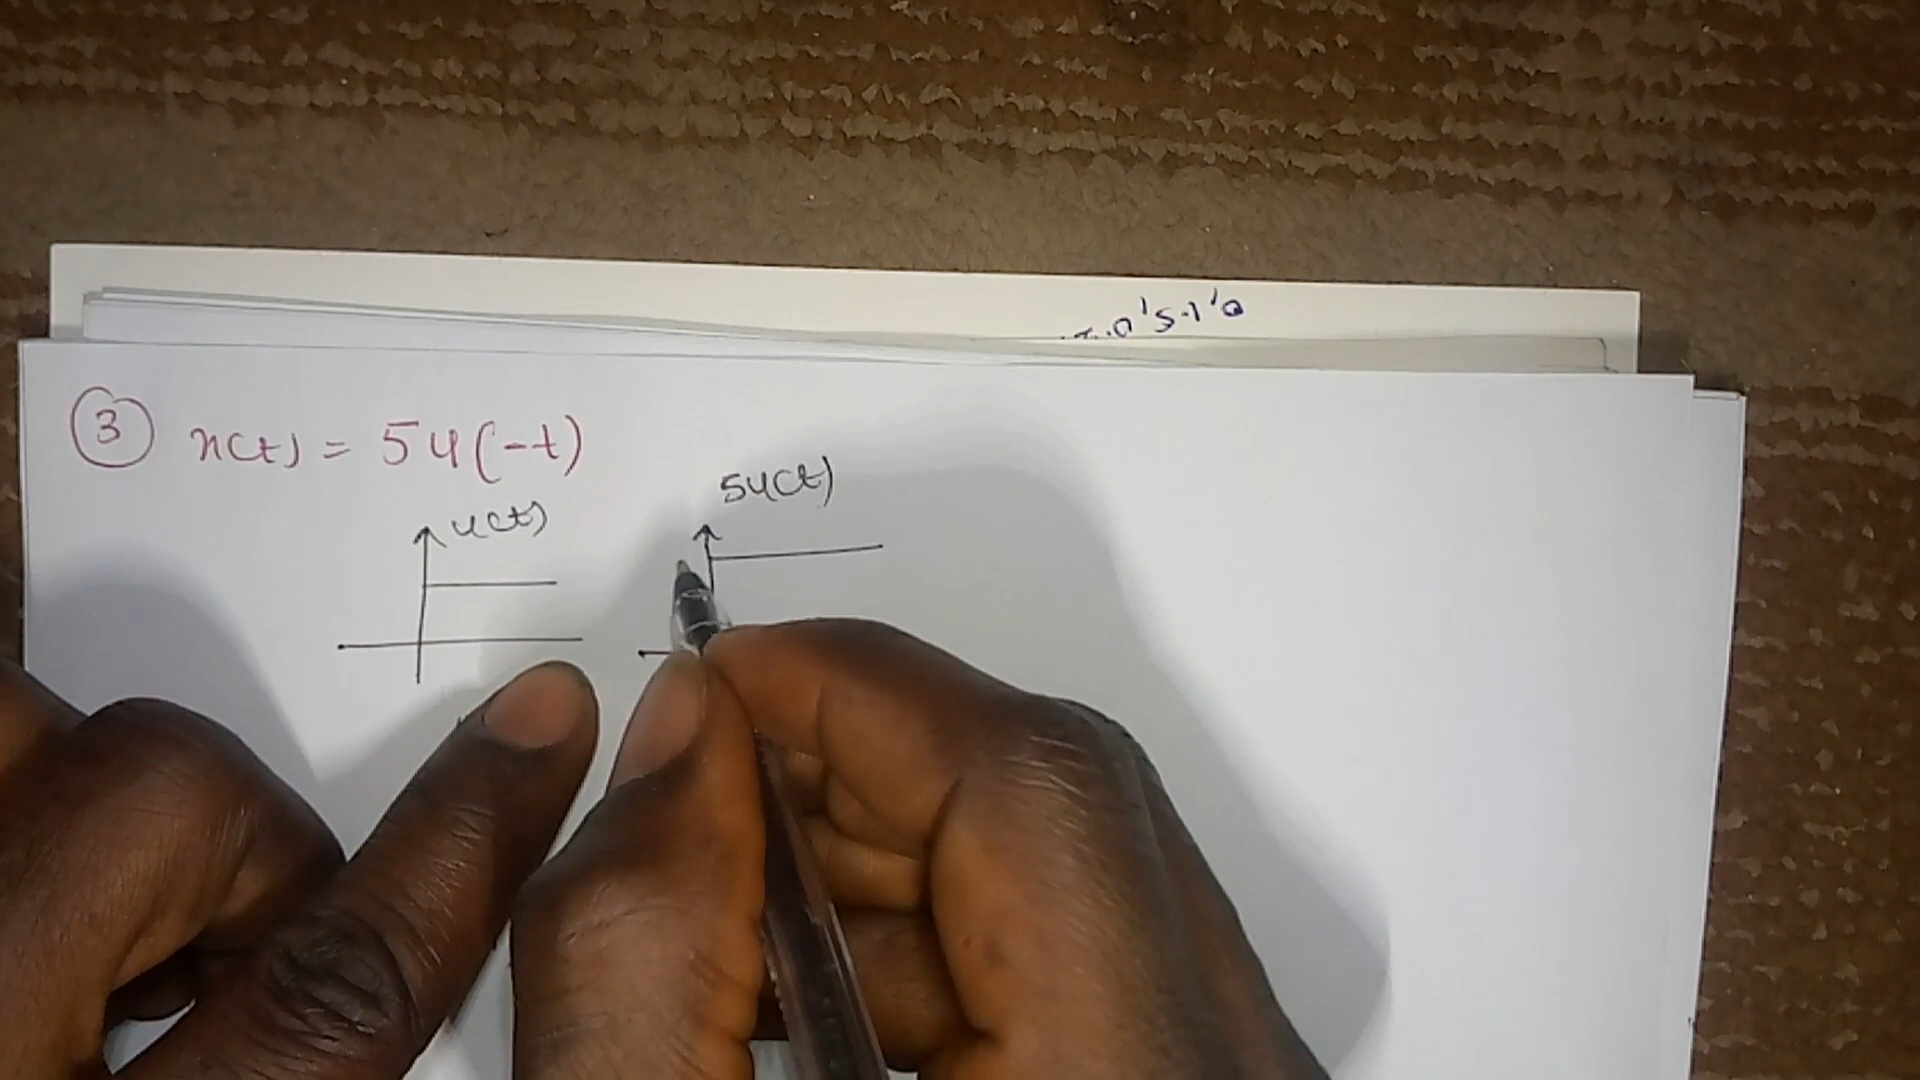 ③ x(t) = 5u(-t)
u(t)
5u(t)